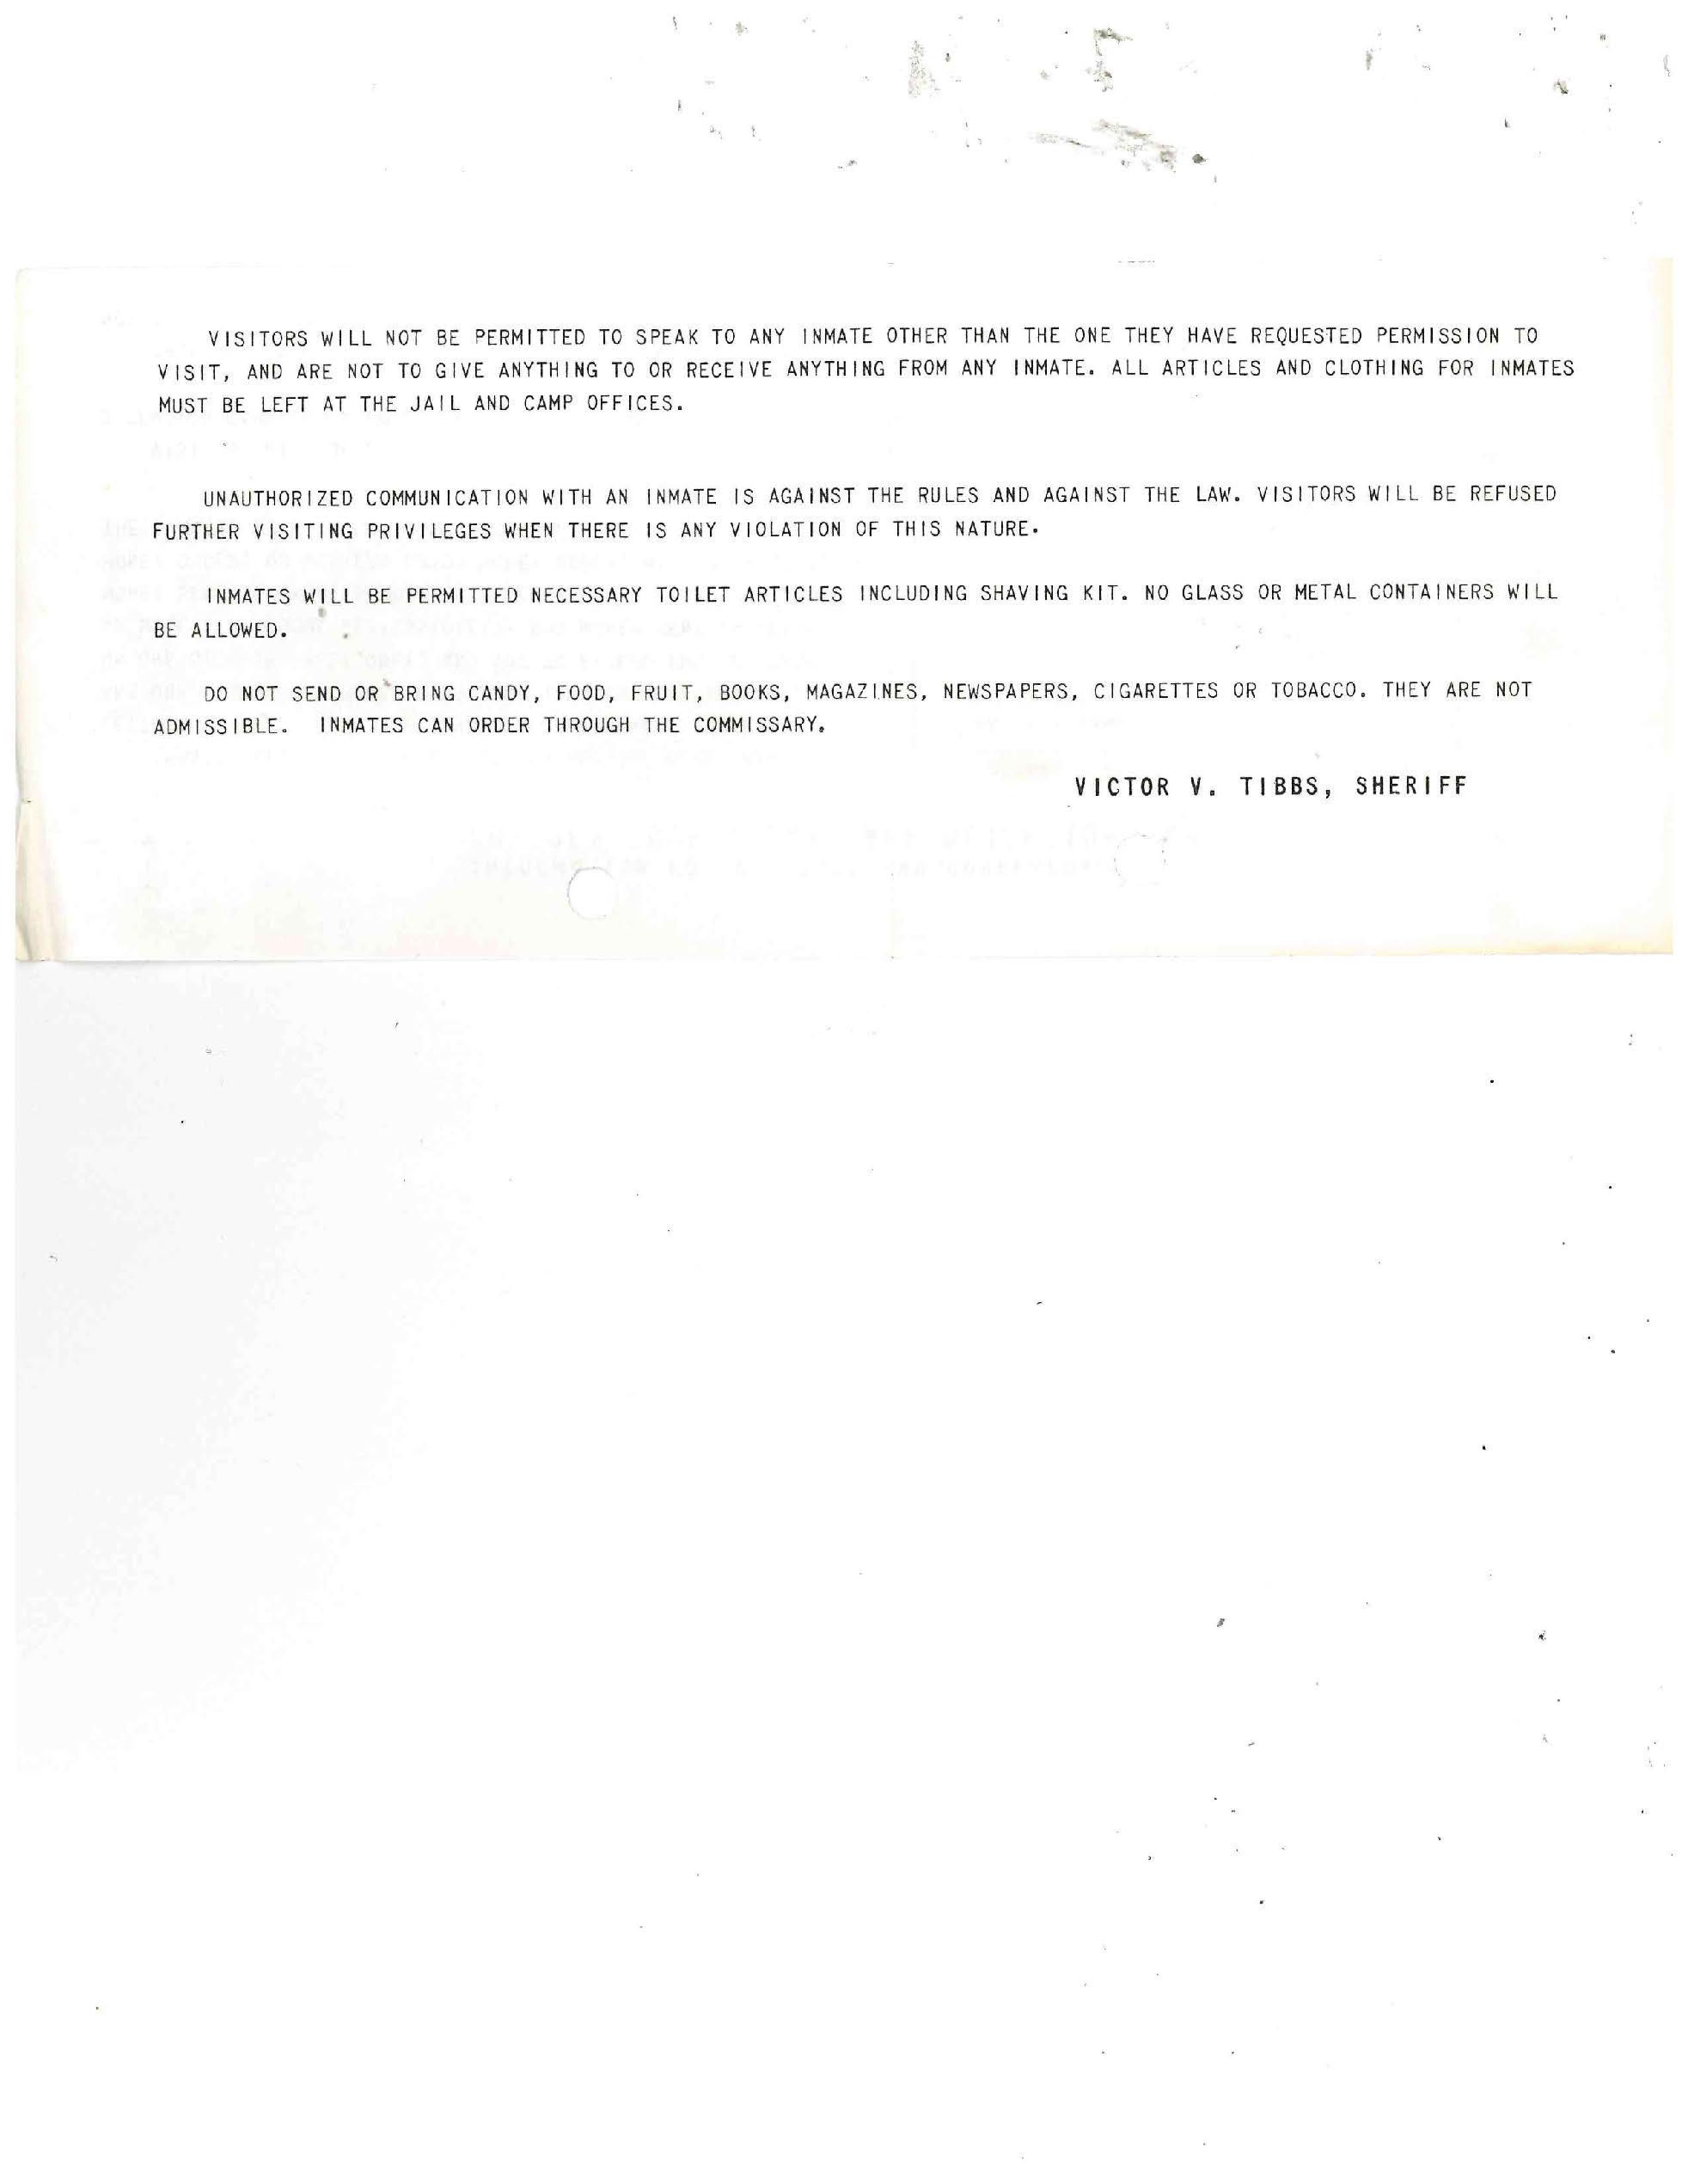 VISITORS WILL NOT BE PERMITTED TO SPEAK TO ANY INMATE OTHER THAN THE ONE THEY HAVE REQUESTED PERMISSION TO
VISIT, AND ARE NOT TO GIVE ANYTHING TO OR RECEIVE ANYTHING FROM ANY INMATE. ALL ARTICLES AND CLOTHING FOR INMATES
MUST BE LEFT AT THE JAIL AND CAMP OFFICES.
UNAUTHORIZED COMMUNICATION WITH AN INMATE IS AGAINST THE RULES AND AGAINST THE LAW. VISITORS WILL BE REFUSED
FURTHER VISITING PRIVILEGES WHEN THERE IS ANY VIOLATION OF THIS NATURE.
INMATES WILL BE PERMITTED NECESSARY TOILET ARTICLES INCLUDING SHAVING KIT. NO GLASS OR METAL CONTAINERS WILL
BE ALLOWED.
DO NOT SEND OR BRING CANDY, FOOD, FRUIT, BOOKS, MAGAZINES, NEWSPAPERS, CIGARETTES OR TOBACCO. THEY ARE NOT
ADMISSIBLE. INMATES CAN ORDER THROUGH THE COMMISSARY.
VICTOR V. TIBBS, SHERIFF